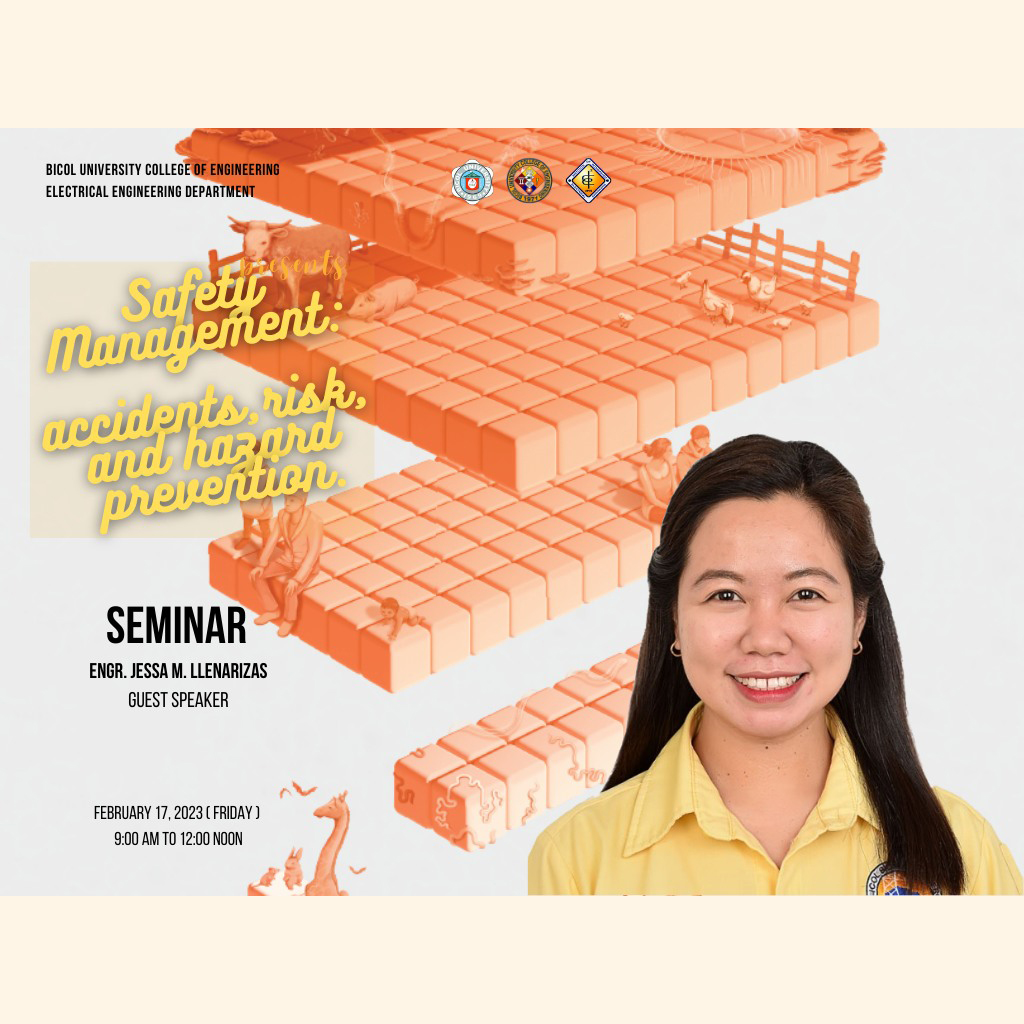 BICOL UNIVERSITY COLLEGE OF ENGINEERING
ELECTRICAL ENGINEERING DEPARTMENT
presents
Safety
Management:
accidents, risk,
and hazard
prevention.
SEMINAR
ENGR. JESSA M. LLENARIZAS
GUEST SPEAKER
FEBRUARY 17, 2023 ( FRIDAY )
9:00 AM TO 12:00 NOON